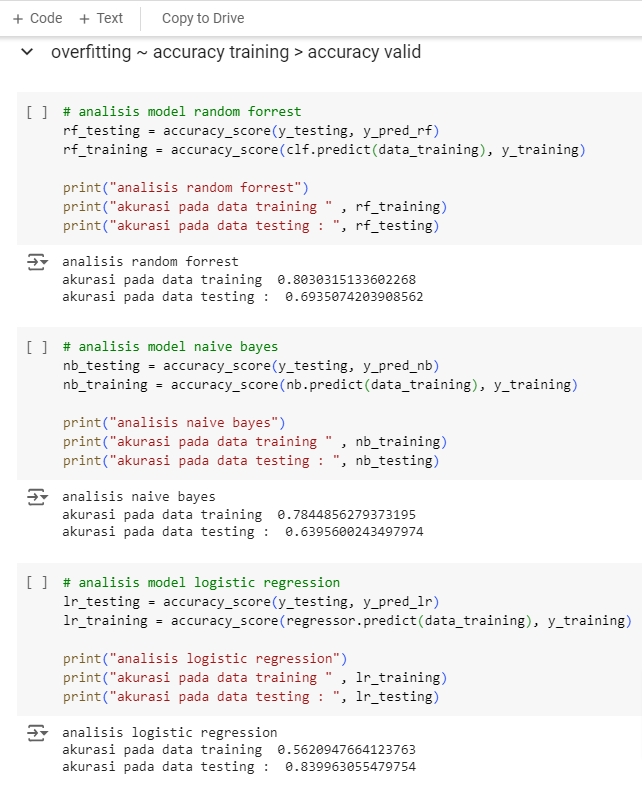 + Code + Text Copy to Drive
overfitting ~ accuracy training > accuracy valid
[ ] # analisis model random forrest
rf_testing = accuracy_score(y_testing, y_pred_rf)
rf_training = accuracy_score(clf.predict(data_training), y_training)
print("analisis random forrest")
print("akurasi pada data training " , rf_training)
print("akurasi pada data testing : ", rf_testing)
analisis random forrest
akurasi pada data training  0.8030315133602268
akurasi pada data testing :  0.6935074203908562
[ ] # analisis model naive bayes
nb_testing = accuracy_score(y_testing, y_pred_nb)
nb_training = accuracy_score(nb.predict(data_training), y_training)
print("analisis naive bayes")
print("akurasi pada data training " , nb_training)
print("akurasi pada data testing : ", nb_testing)
analisis naive bayes
akurasi pada data training  0.7844856279373195
akurasi pada data testing :  0.6395600243497974
[ ] # analisis model logistic regression
lr_testing = accuracy_score(y_testing, y_pred_lr)
lr_training = accuracy_score(regressor.predict(data_training), y_training)
print("analisis logistic regression")
print("akurasi pada data training " , lr_training)
print("akurasi pada data testing : ", lr_testing)
analisis logistic regression
akurasi pada data training  0.5620947664123763
akurasi pada data testing :  0.839963055479754